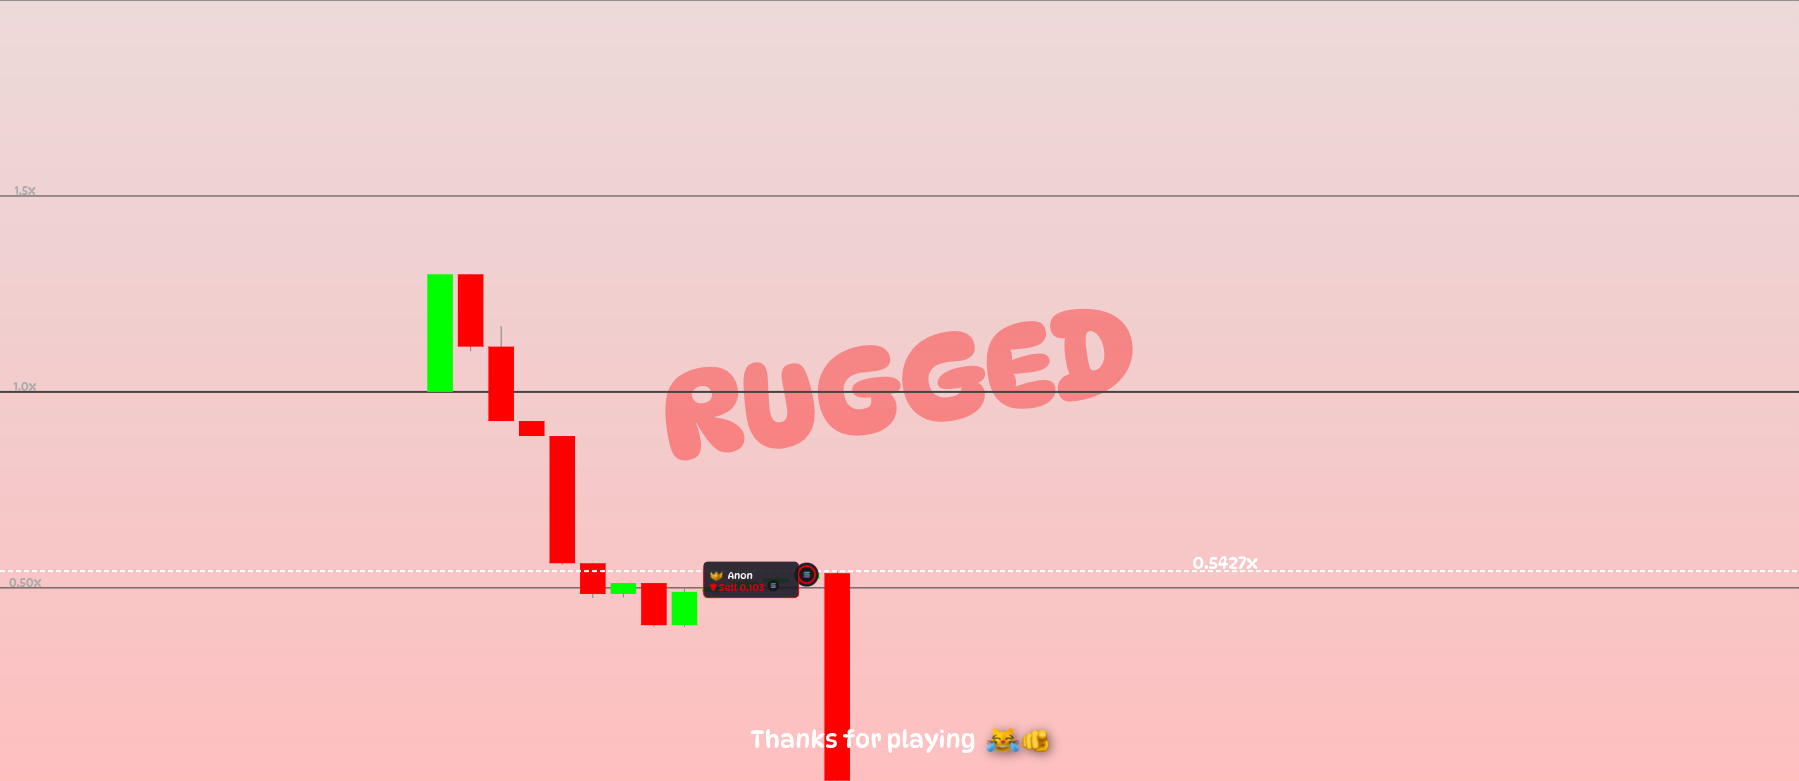 1.5X
1.0X
RUGGED
0.5427X
0.50X
Anon
Sell 0.103
Thanks for playing